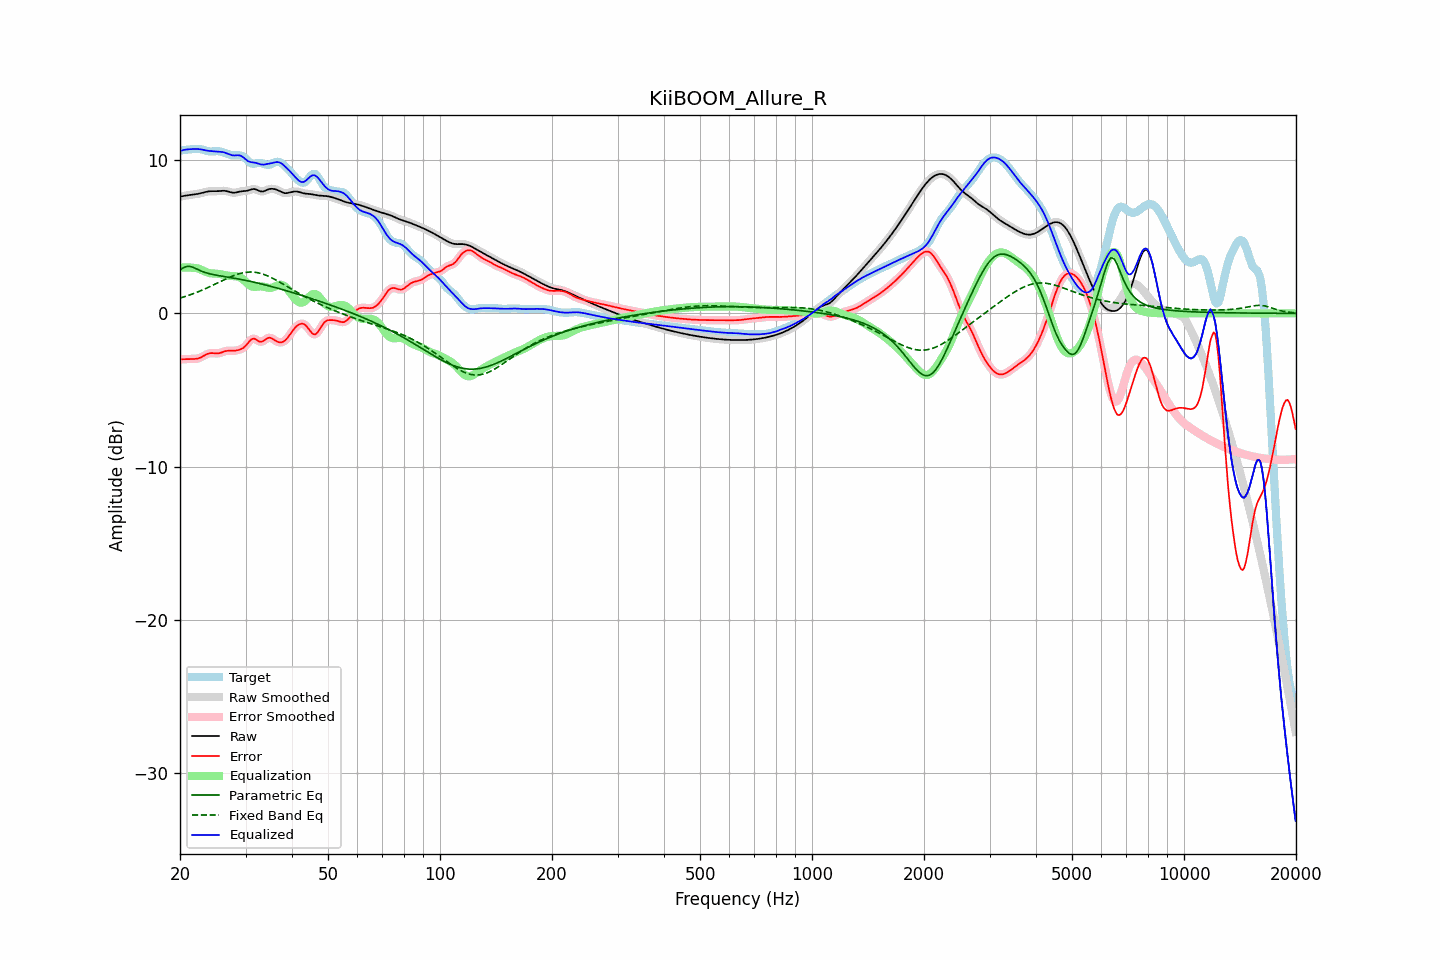 KiiBOOM_Allure_R
Amplitude (dBr)
10
0
−10
−20
−30
Target
Raw Smoothed
Error Smoothed
Raw
Error
Equalization
Parametric Eq
Fixed Band Eq
Equalized
20 50 100 200 500 1000 2000 5000 10000 20000
Frequency (Hz)